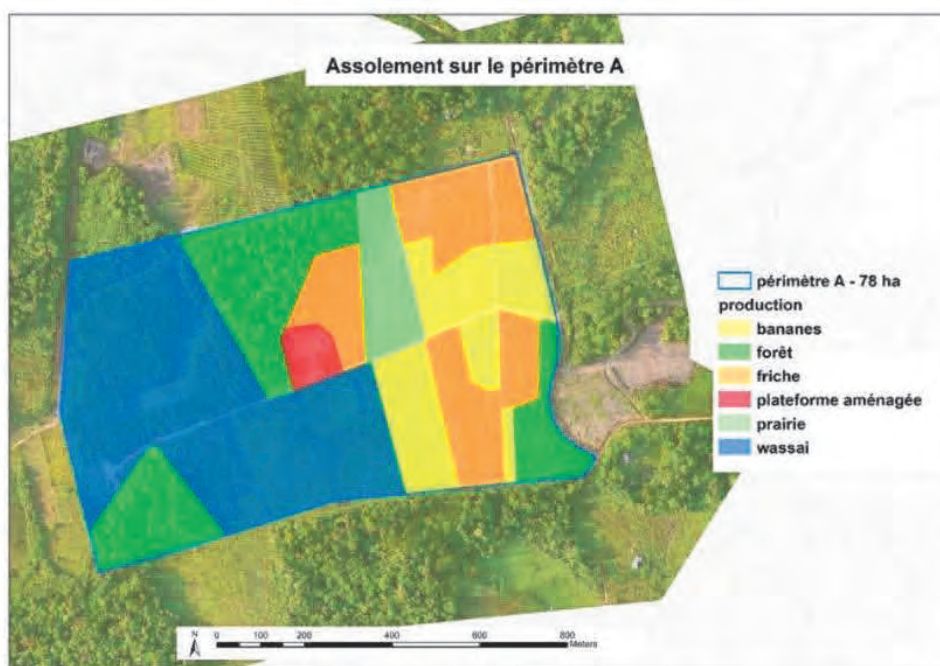 Assolement sur le périmètre A
périmètre A - 78 ha
production
bananes
forêt
friche
plateforme aménagée
prairie
wassai
N
0 100 200 400 600 800
Meters